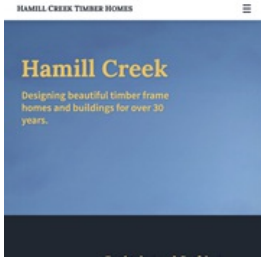 HAMILL CREEK TIMBER HOMES
Hamill Creek
Designing beautiful timber frame
homes and buildings for over 30
years.